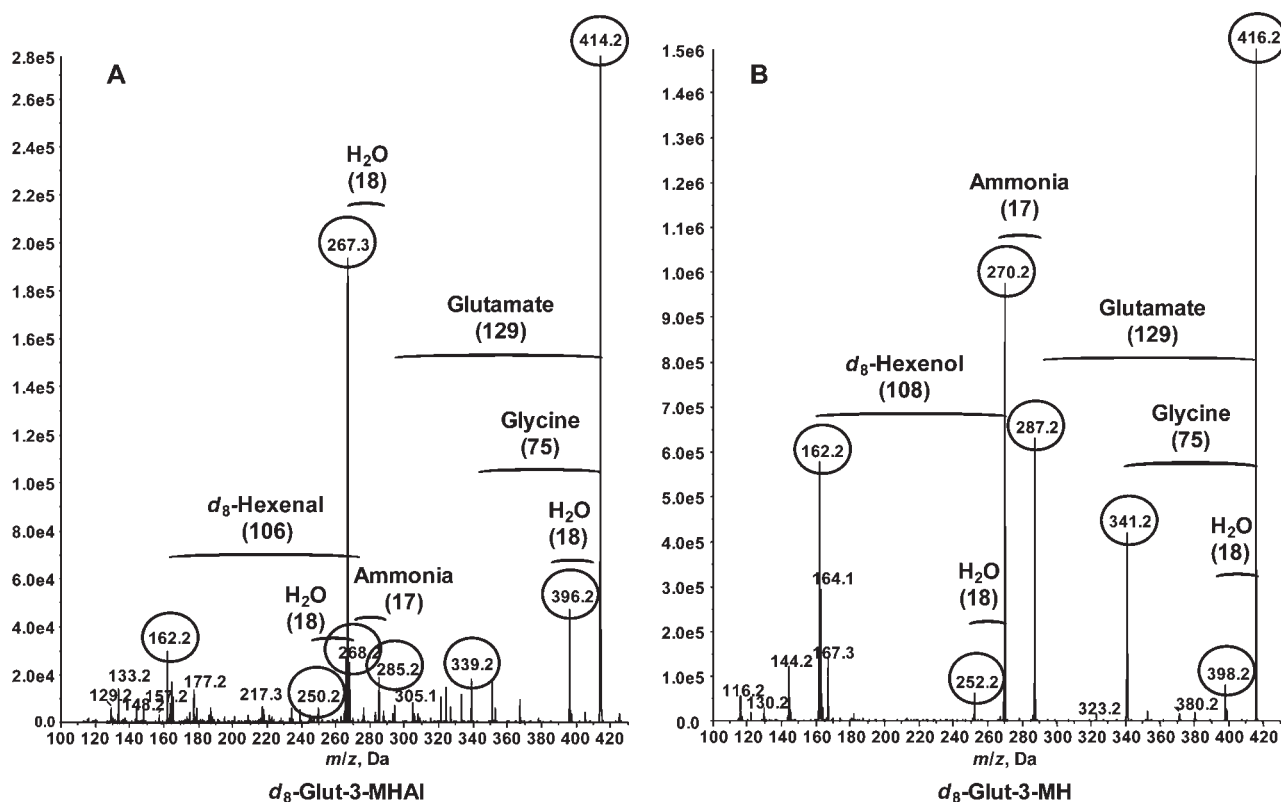 A
414.2
2.8e5
2.6e5
2.4e5
2.2e5
2.0e5
1.8e5
1.6e5
1.4e5
1.2e5
1.0e5
8.0e4
6.0e4
4.0e4
2.0e4
0.0
H2O
(18)
267.3
Glutamate
(129)
Glycine
(75)
d8-Hexenal
(106)
H2O
(18)
Ammonia
(17)
H2O
(18)
396.2
162.2
268.2
285.2
339.2
250.2
133.2
129.2
148.2
157.2
177.2
217.3
305.1
100 120 140 160 180 200 220 240 260 280 300 320 340 360 380 400 420
m/z, Da
d8-Glut-3-MHAl
B
416.2
1.5e6
1.4e6
1.3e6
1.2e6
1.1e6
1.0e6
9.0e5
8.0e5
7.0e5
6.0e5
5.0e5
4.0e5
3.0e5
2.0e5
1.0e5
0.0
Ammonia
(17)
270.2
Glutamate
(129)
d8-Hexenol
(108)
Glycine
(75)
287.2
162.2
341.2
H2O
(18)
H2O
(18)
164.1
144.2
167.3
116.2
130.2
252.2
398.2
323.2
380.2
100 120 140 160 180 200 220 240 260 280 300 320 340 360 380 400 420
m/z, Da
d8-Glut-3-MH